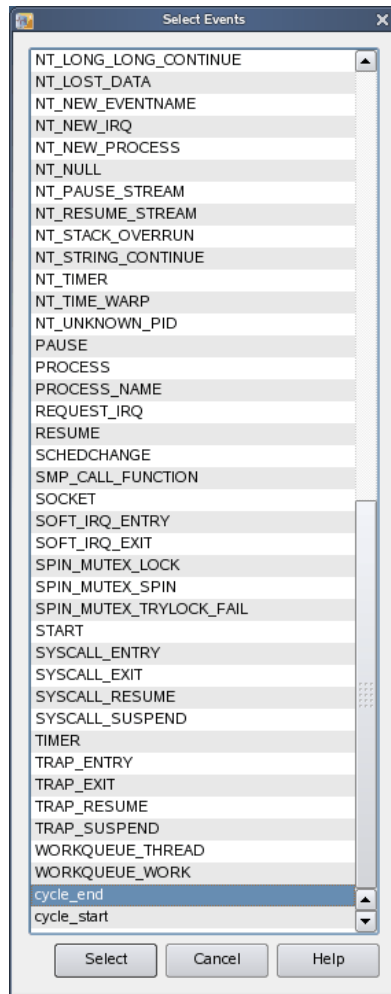 Select Events
NT_LONG_LONG_CONTINUE
NT_LOST_DATA
NT_NEW_EVENTNAME
NT_NEW_IRQ
NT_NEW_PROCESS
NT_NULL
NT_PAUSE_STREAM
NT_RESUME_STREAM
NT_STACK_OVERRUN
NT_STRING_CONTINUE
NT_TIMER
NT_TIME_WARP
NT_UNKNOWN_PID
PAUSE
PROCESS
PROCESS_NAME
REQUEST_IRQ
RESUME
SCHEDCHANGE
SMP_CALL_FUNCTION
SOCKET
SOFT_IRQ_ENTRY
SOFT_IRQ_EXIT
SPIN_MUTEX_LOCK
SPIN_MUTEX_SPIN
SPIN_MUTEX_TRYLOCK_FAIL
START
SYSCALL_ENTRY
SYSCALL_EXIT
SYSCALL_RESUME
SYSCALL_SUSPEND
TIMER
TRAP_ENTRY
TRAP_EXIT
TRAP_RESUME
TRAP_SUSPEND
WORKQUEUE_THREAD
WORKQUEUE_WORK
cycle_end
cycle_start
Select Cancel Help